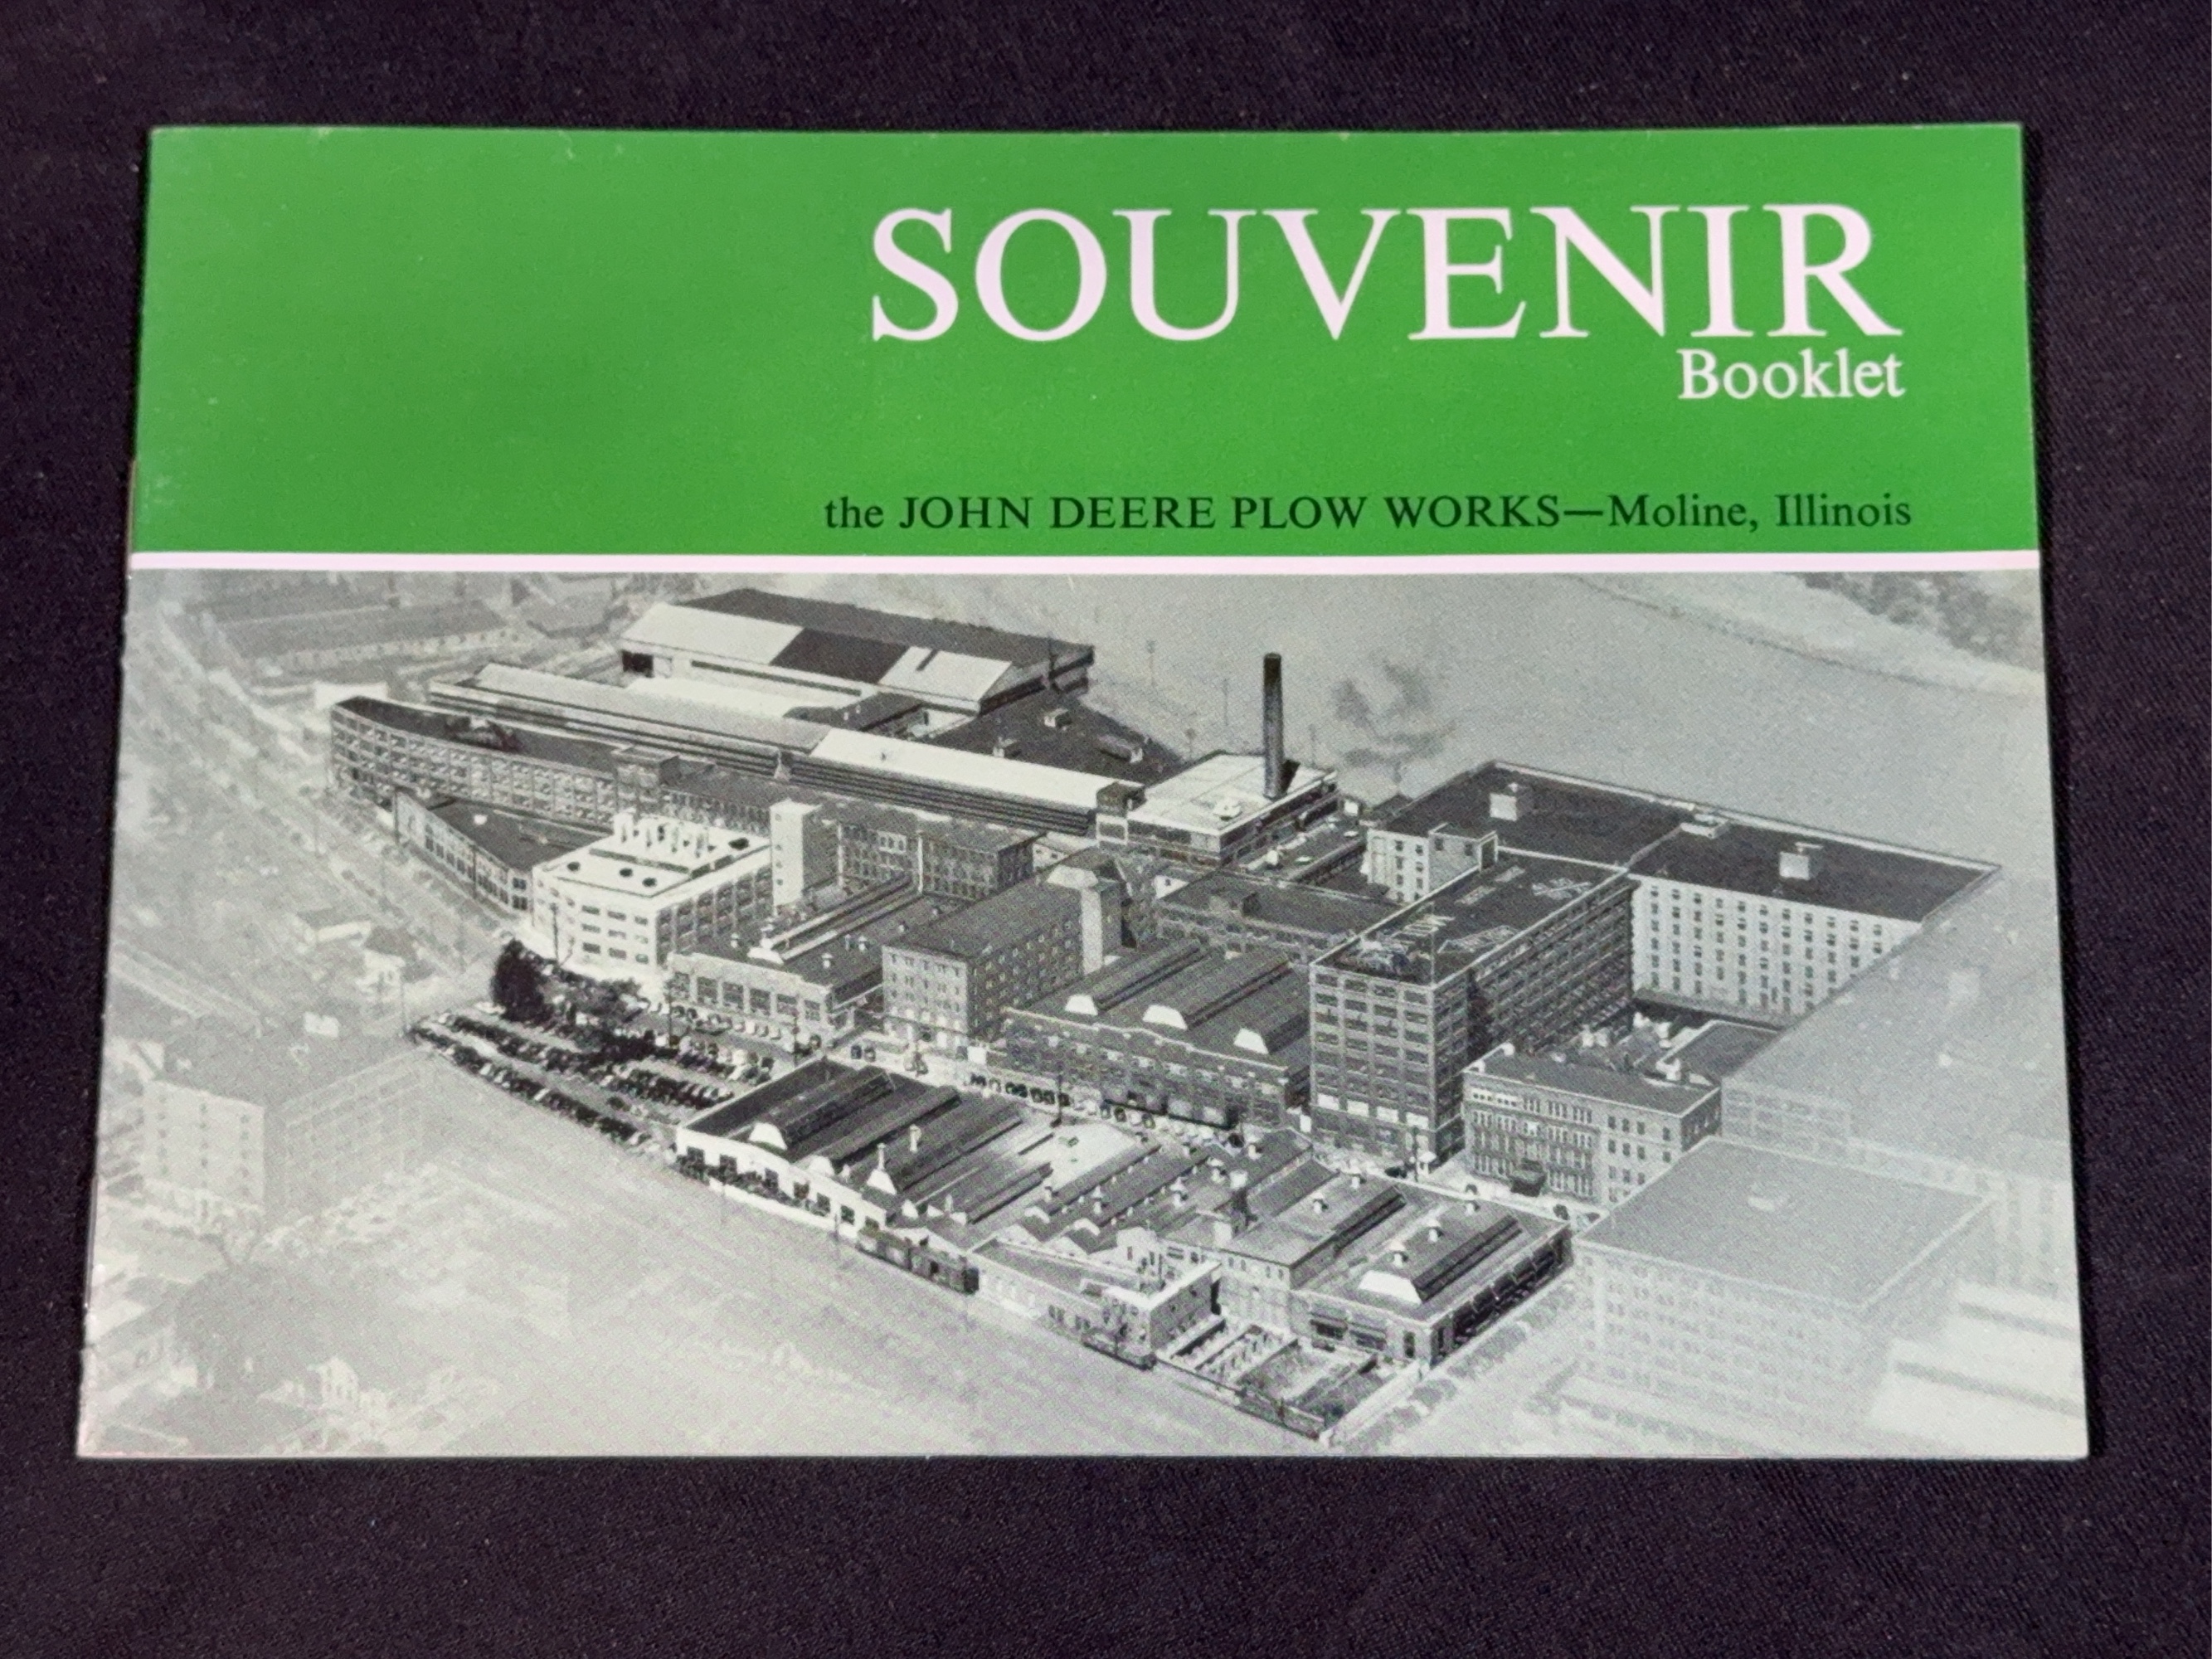 SOUVENIR
Booklet
the JOHN DEERE PLOW WORKS—Moline, Illinois